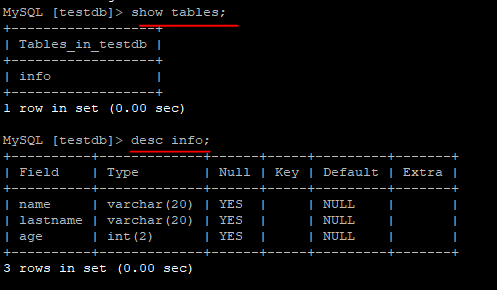 MySQL [testdb]> show tables;
+------------------+
| Tables_in_testdb |
+------------------+
| info             |
+------------------+
1 row in set (0.00 sec)
MySQL [testdb]> desc info;
+----------+-------------+------+-----+---------+-------+
| Field    | Type        | Null | Key | Default | Extra |
+----------+-------------+------+-----+---------+-------+
| name     | varchar(20) | YES  |     | NULL    |       |
| lastname | varchar(20) | YES  |     | NULL    |       |
| age      | int(2)      | YES  |     | NULL    |       |
+----------+-------------+------+-----+---------+-------+
3 rows in set (0.00 sec)